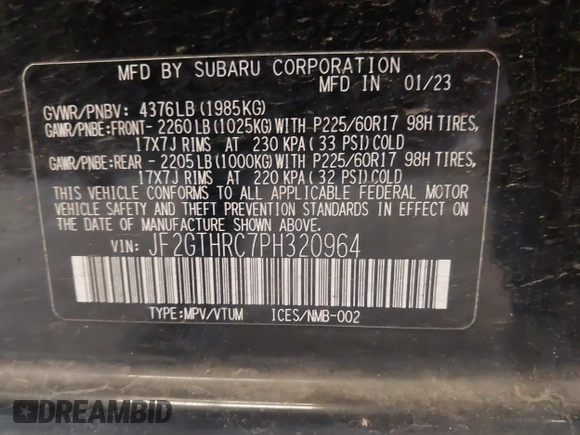 MFD BY SUBARU CORPORATION
MFD IN 01/23
GVWR/PNBV: 4376LB(1985KG)
GAWR/PNBE:FRONT-2260LB(1025KG)WITH P225/60R17 98H TIRES,
17X7J RIMS AT 230 KPA(33 PSI)COLD
GAWR/PNBE:REAR -2205LB(1000KG)WITH P225/60R17 98H TIRES,
17X7J RIMS AT 220 KPA(32 PSI)COLD
THIS VEHICLE CONFORMS TO ALL APPLICABLE FEDERAL MOTOR
VEHICLE SAFETY AND THEFT PREVENTION STANDARDS IN EFFECT ON
THE DATE OF MANUFACTURE SHOWN ABOVE.
VIN: JF2GTHRC7PH320964
TYPE:MPV/VTUM ICES/NMB-002
DREAMBID